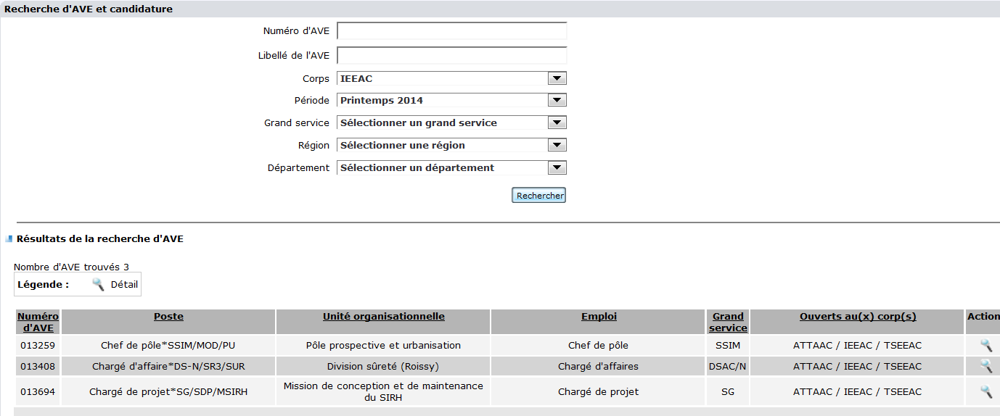 Recherche d'AVE et candidature
Numéro d'AVE
Libellé de l'AVE
Corps IEEAC
Période Printemps 2014
Grand service Sélectionner un grand service
Région Sélectionner une région
Département Sélectionner un département
Rechercher
Résultats de la recherche d'AVE
Nombre d'AVE trouvés 3
Légende : Détail
Numéro d'AVE Poste Unité organisationnelle Emploi Grand service Ouverts au(x) corp(s) Action
013259 Chef de pôle*SSIM/MOD/PU Pôle prospective et urbanisation Chef de pôle SSIM ATTAAC / IEEAC / TSEEAC
013408 Chargé d'affaire*DS-N/SR3/SUR Division sûreté (Roissy) Chargé d'affaires DSAC/N ATTAAC / IEEAC / TSEEAC
013694 Chargé de projet*SG/SDP/MSIRH Mission de conception et de maintenance du SIRH Chargé de projet SG ATTAAC / IEEAC / TSEEAC